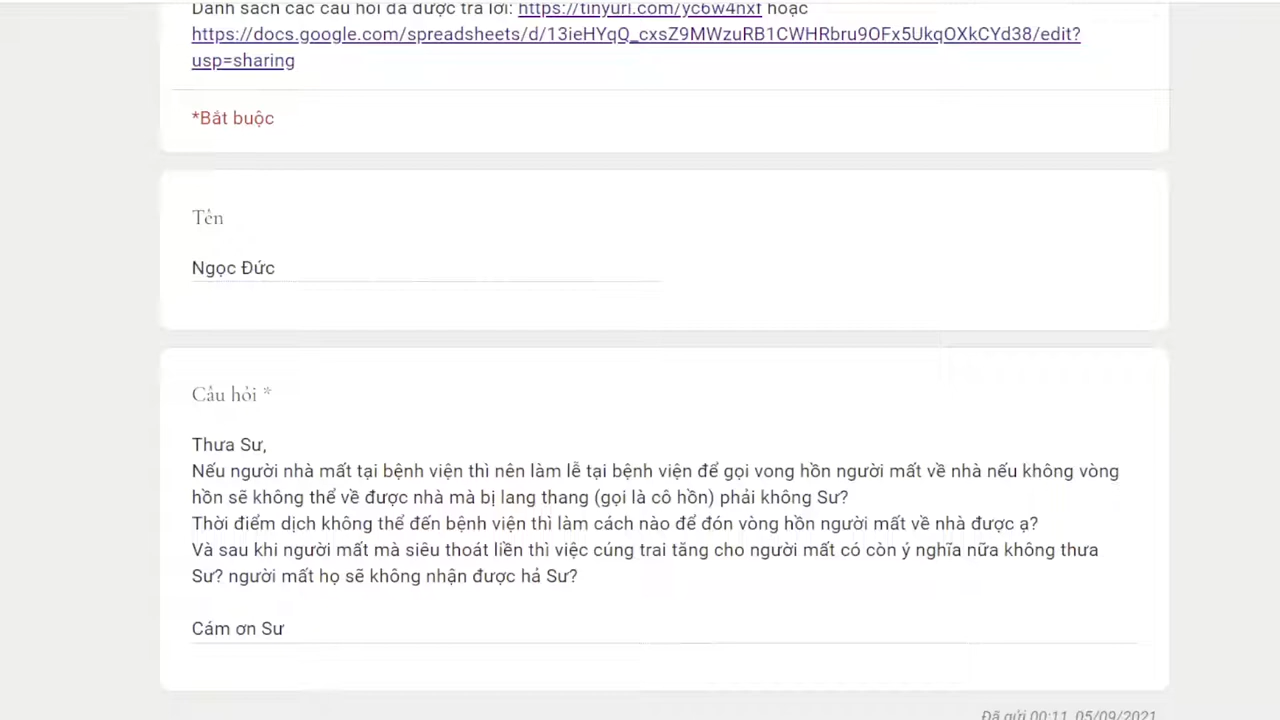 Danh sách các câu hỏi đã được trả lời: https://tinyurl.com/yc6w4nxf hoặc
https://docs.google.com/spreadsheets/d/13ieHYqQ_cxsZ9MWzuRB1CWHRbru9OFx5UkqOXkCYd38/edit?
usp=sharing
*Bắt buộc
Tên
Ngọc Đức
Câu hỏi *
Thưa Sư,
Nếu người nhà mất tại bệnh viện thì nên làm lễ tại bệnh viện để gọi vong hồn người mất về nhà nếu không vòng
hồn sẽ không thể về được nhà mà bị lang thang (gọi là cô hồn) phải không Sư?
Thời điểm dịch không thể đến bệnh viện thì làm cách nào để đón vòng hồn người mất về nhà được ạ?
Và sau khi người mất mà siêu thoát liền thì việc cúng trai tăng cho người mất có còn ý nghĩa nữa không thưa
Sư? người mất họ sẽ không nhận được hả Sư?
Cám ơn Sư
Đã gửi 00:11, 05/09/2021